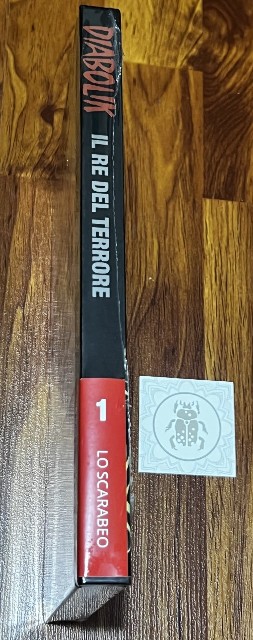 DIABOLIK
IL RE DEL TERRORE
1
LO SCARABEO